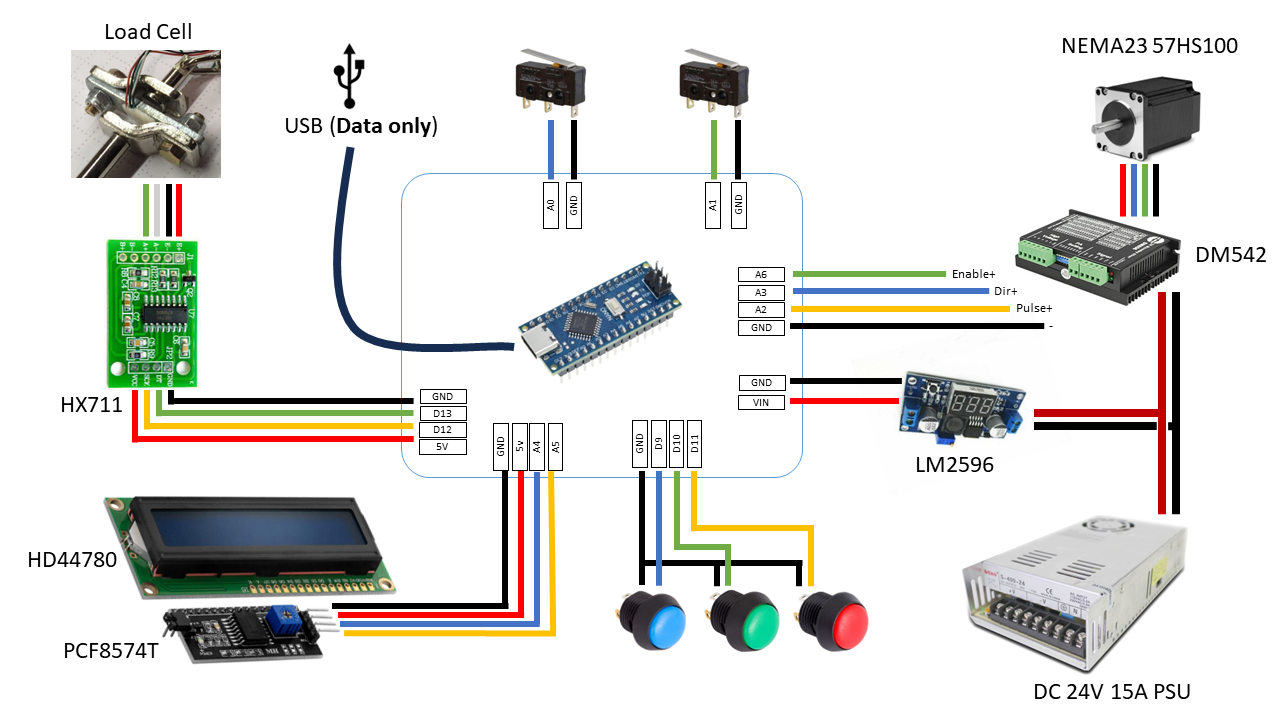 Load Cell
NEMA23 57HS100
USB (Data only)
A0
GND
A1
GND
DM542
A6
Enable+
A3
Dir+
A2
Pulse+
GND
-
HX711
GND
D13
D12
5V
GND
VIN
GND
5v
A4
A5
GND
D9
D10
D11
LM2596
HD44780
PCF8574T
DC 24V 15A PSU